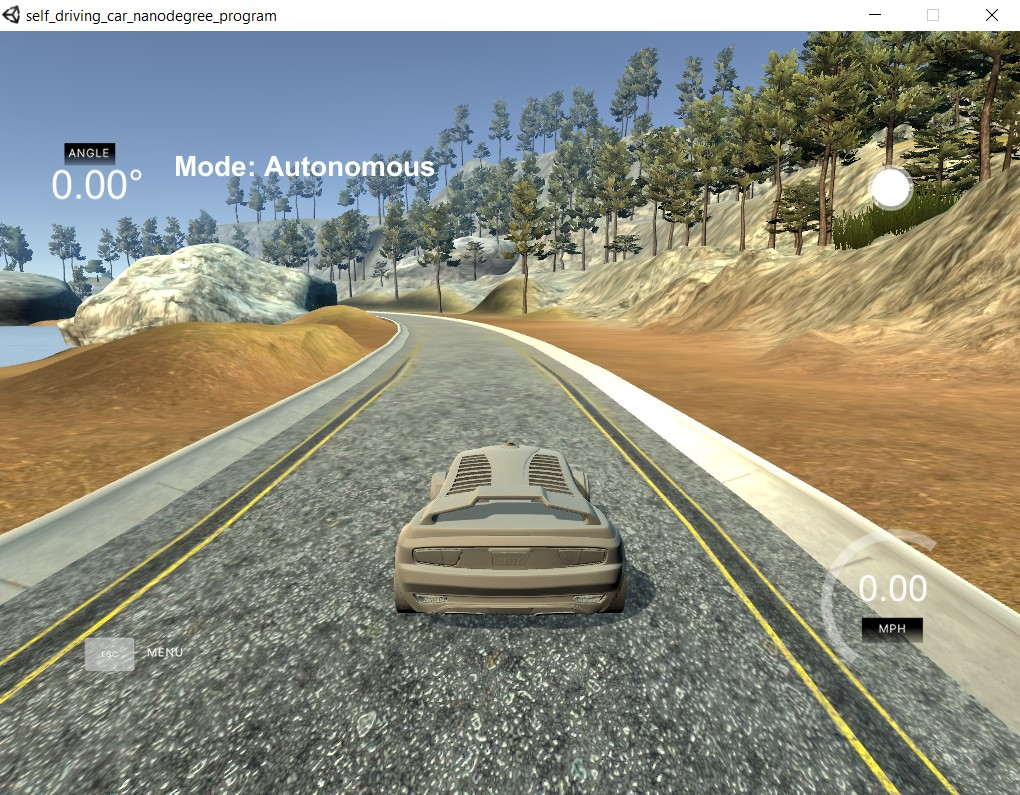 self_driving_car_nanodegree_program
ANGLE
0.00°
Mode: Autonomous
0.00
MPH
ESC
MENU